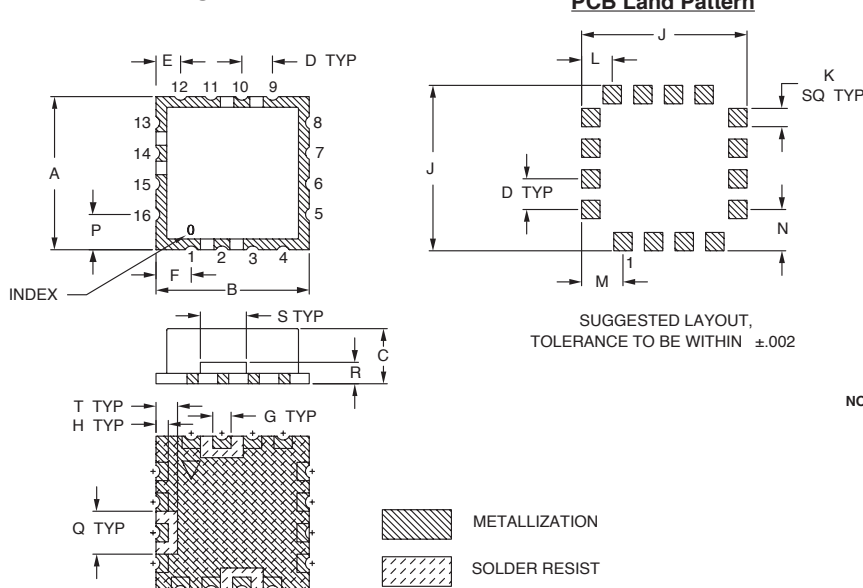 PCB Land Pattern
E
D TYP
12 11 10 9
13
14
15
16
8
7
6
5
A
P
0
1 2 3 4
F
B
INDEX
J
L
K
SQ TYP
J
D TYP
N
1
M
SUGGESTED LAYOUT,
TOLERANCE TO BE WITHIN ±.002
S TYP
C
R
T TYP
H TYP
G TYP
Q TYP
METALLIZATION
SOLDER RESIST